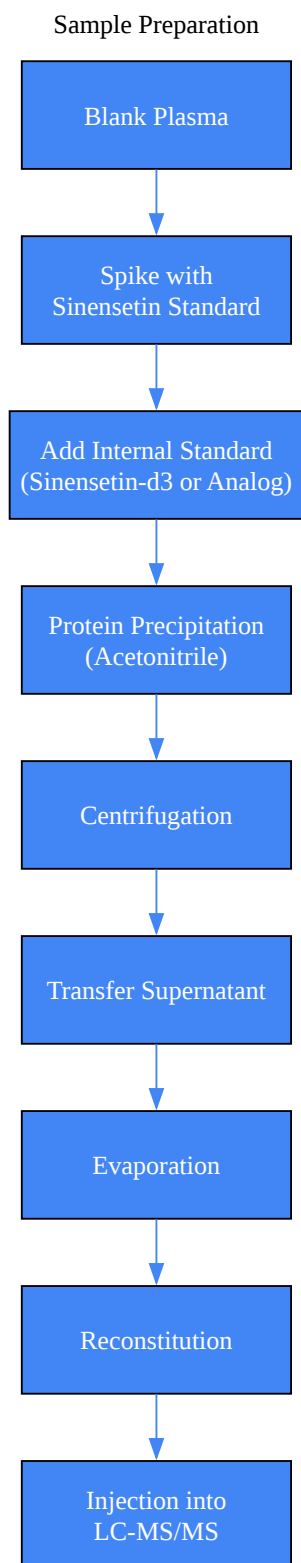 Sample Preparation
Blank Plasma
Spike with
Sinensetin Standard
Add Internal Standard
(Sinensetin-d3 or Analog)
Protein Precipitation
(Acetonitrile)
Centrifugation
Transfer Supernatant
Evaporation
Reconstitution
Injection into
LC-MS/MS